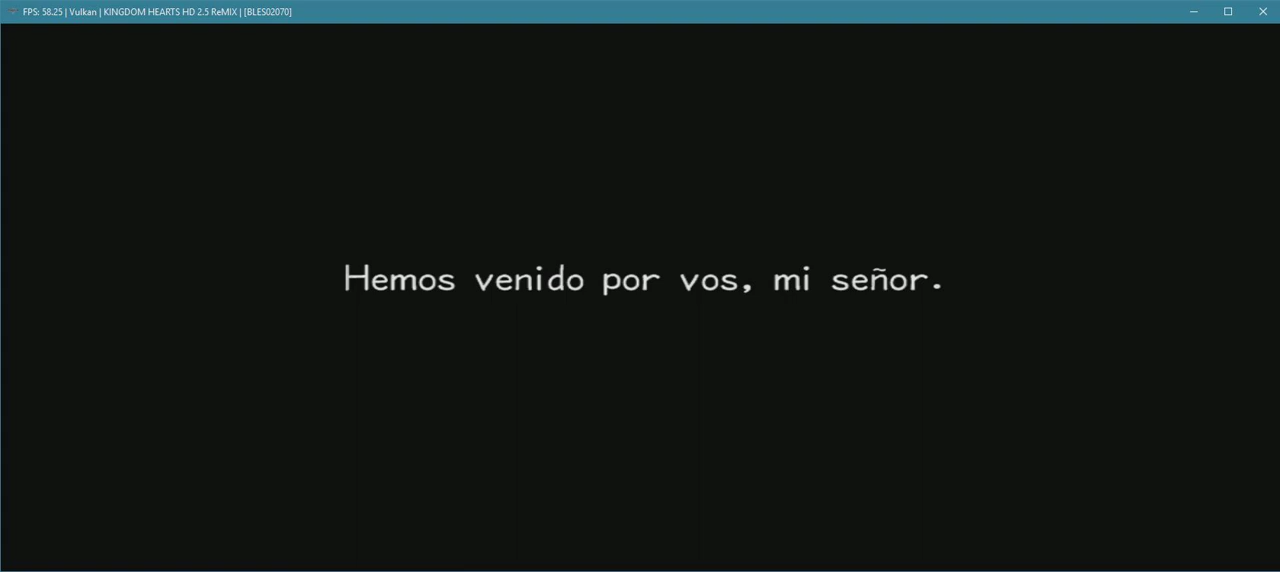 FPS: 58.25 | Vulkan | KINGDOM HEARTS HD 2.5 ReMIX | [BLES02070]
Hemos venido por vos, mi señor.